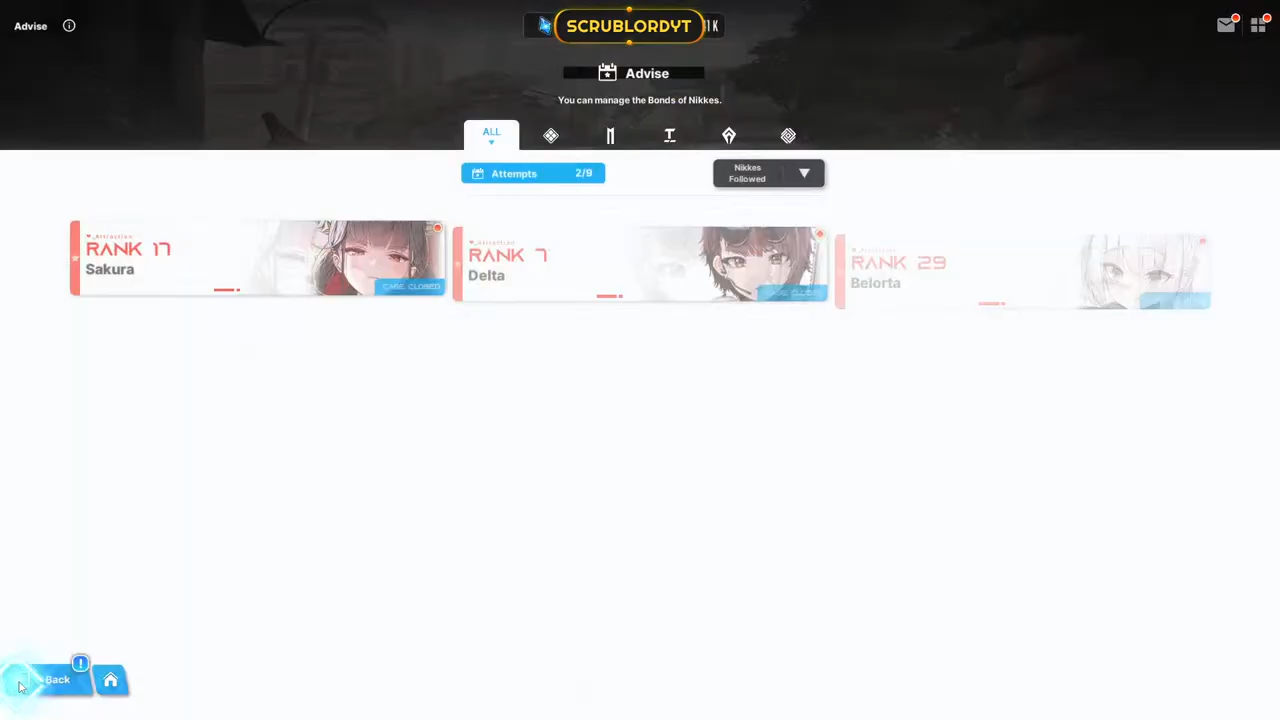 Advise
SCRUBLORDYT
Advise
You can manage the Bonds of Nikkes.
ALL
Attempts 2/9
Nikkes
Followed
RANK 17
Sakura
CASE CLOSED
RANK 7
Delta
RANK 29
Belorta
Back